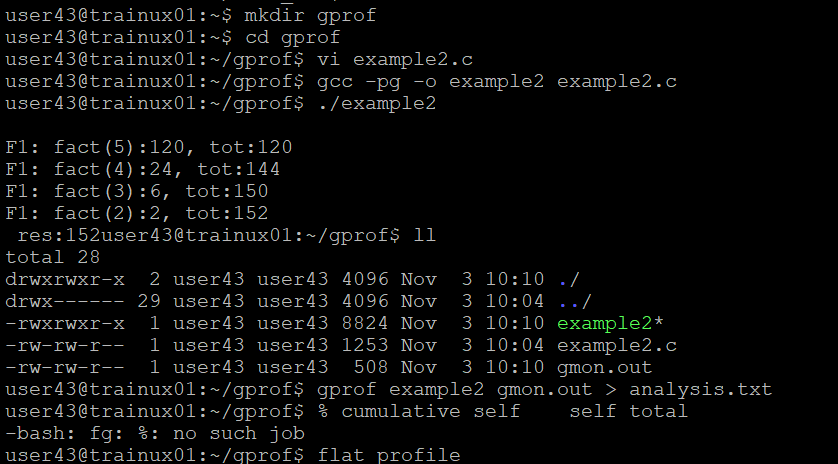 user43@trainux01:~$ mkdir gprof
user43@trainux01:~$ cd gprof
user43@trainux01:~/gprof$ vi example2.c
user43@trainux01:~/gprof$ gcc -pg -o example2 example2.c
user43@trainux01:~/gprof$ ./example2
F1: fact(5):120, tot:120
F1: fact(4):24, tot:144
F1: fact(3):6, tot:150
F1: fact(2):2, tot:152
 res:152user43@trainux01:~/gprof$ ll
total 28
drwxrwxr-x  2 user43 user43 4096 Nov  3 10:10 ./
drwx------ 29 user43 user43 4096 Nov  3 10:04 ../
-rwxrwxr-x  1 user43 user43 8824 Nov  3 10:10 example2*
-rw-rw-r--  1 user43 user43 1253 Nov  3 10:04 example2.c
-rw-rw-r--  1 user43 user43  508 Nov  3 10:10 gmon.out
user43@trainux01:~/gprof$ gprof example2 gmon.out > analysis.txt
user43@trainux01:~/gprof$ % cumulative self    self total
-bash: fg: %: no such job
user43@trainux01:~/gprof$ flat profile